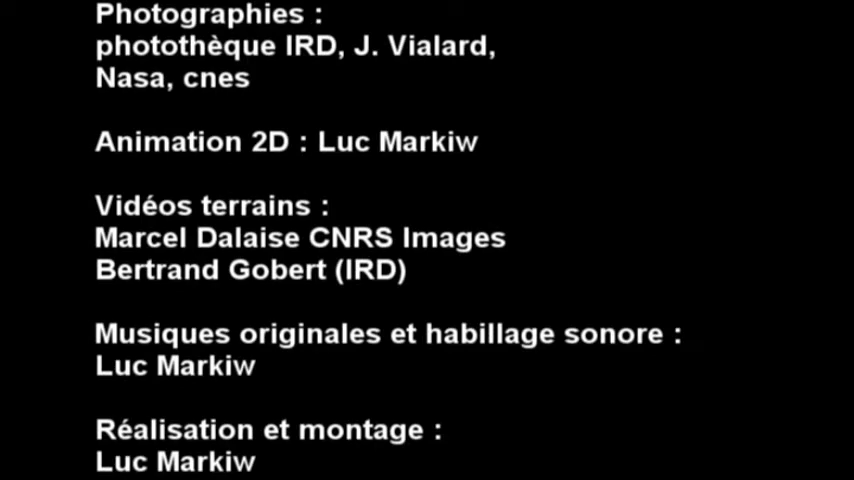 Photographies :
photothèque IRD, J. Vialard,
Nasa, cnes
Animation 2D : Luc Markiw
Vidéos terrains :
Marcel Dalaise CNRS Images
Bertrand Gobert (IRD)
Musiques originales et habillage sonore :
Luc Markiw
Réalisation et montage :
Luc Markiw